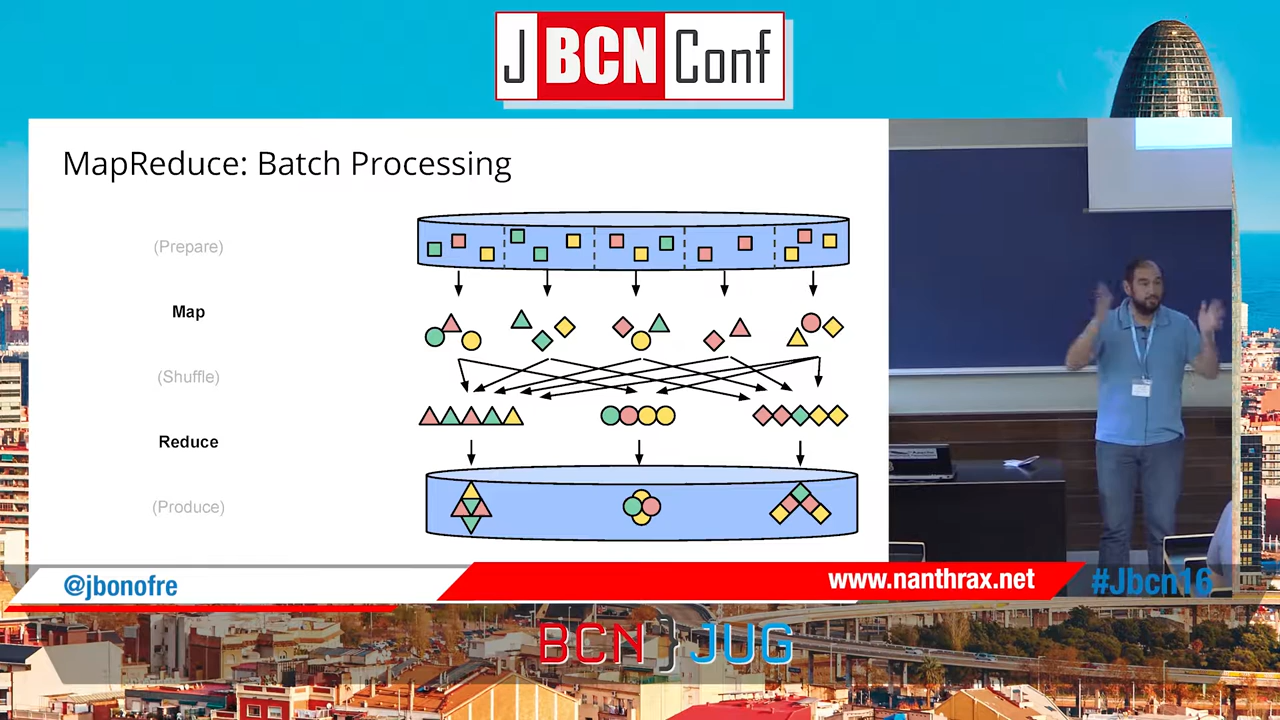 J BCN Conf
MapReduce: Batch Processing
(Prepare)
Map
(Shuffle)
Reduce
(Produce)
@jbonofre
www.nanthrax.net
#Jbcn16
BCN JUG